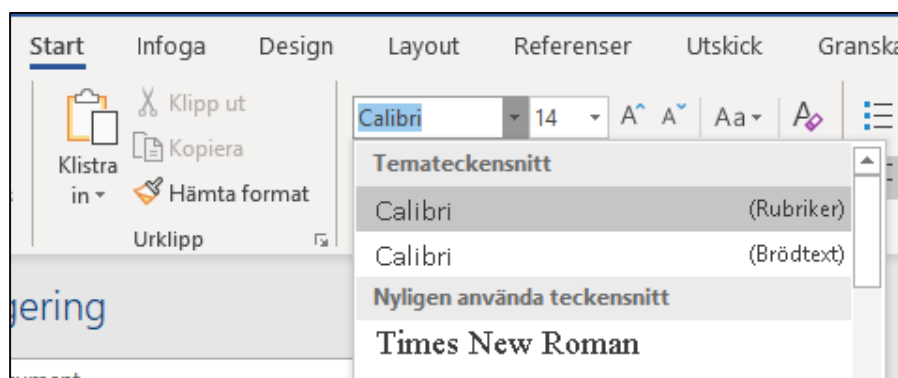 Start Infoga Design Layout Referenser Utskick Granska
Klistra in
Klipp ut
Kopiera
Hämta format
Urklipp
Calibri 14 A A Aa A
Temateckensnitt
Calibri (Rubriker)
Calibri (Brödtext)
Nyligen använda teckensnitt
Times New Roman
gering